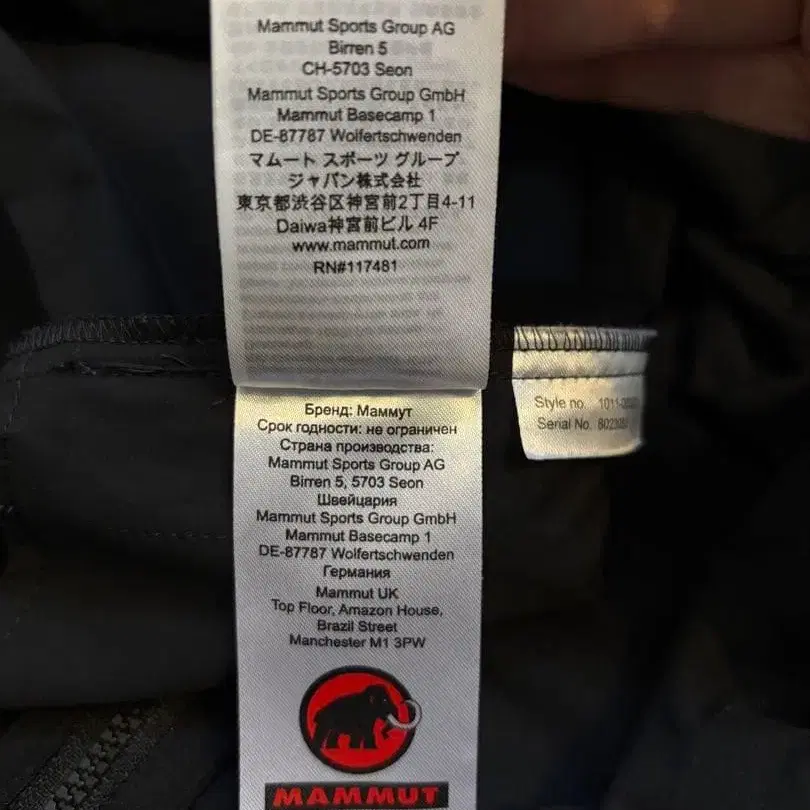 Mammut Sports Group AG
Birren 5
CH-5703 Seon
Mammut Sports Group GmbH
Mammut Basecamp 1
DE-87787 Wolfertschwenden
マムート スポーツ グループ
ジャパン株式会社
東京都渋谷区神宮前2丁目4-11
Daiwa神宮前ビル 4F
www.mammut.com
RN#117481
Бренд: Маммут
Срок годности: не ограничен
Страна производства:
Mammut Sports Group AG
Birren 5, 5703 Seon
Швейцария
Mammut Sports Group GmbH
Mammut Basecamp 1
DE-87787 Wolfertschwenden
Германия
Mammut UK
Top Floor, Amazon House,
Brazil Street
Manchester M1 3PW
MAMMUT
Style no.
Serial No.